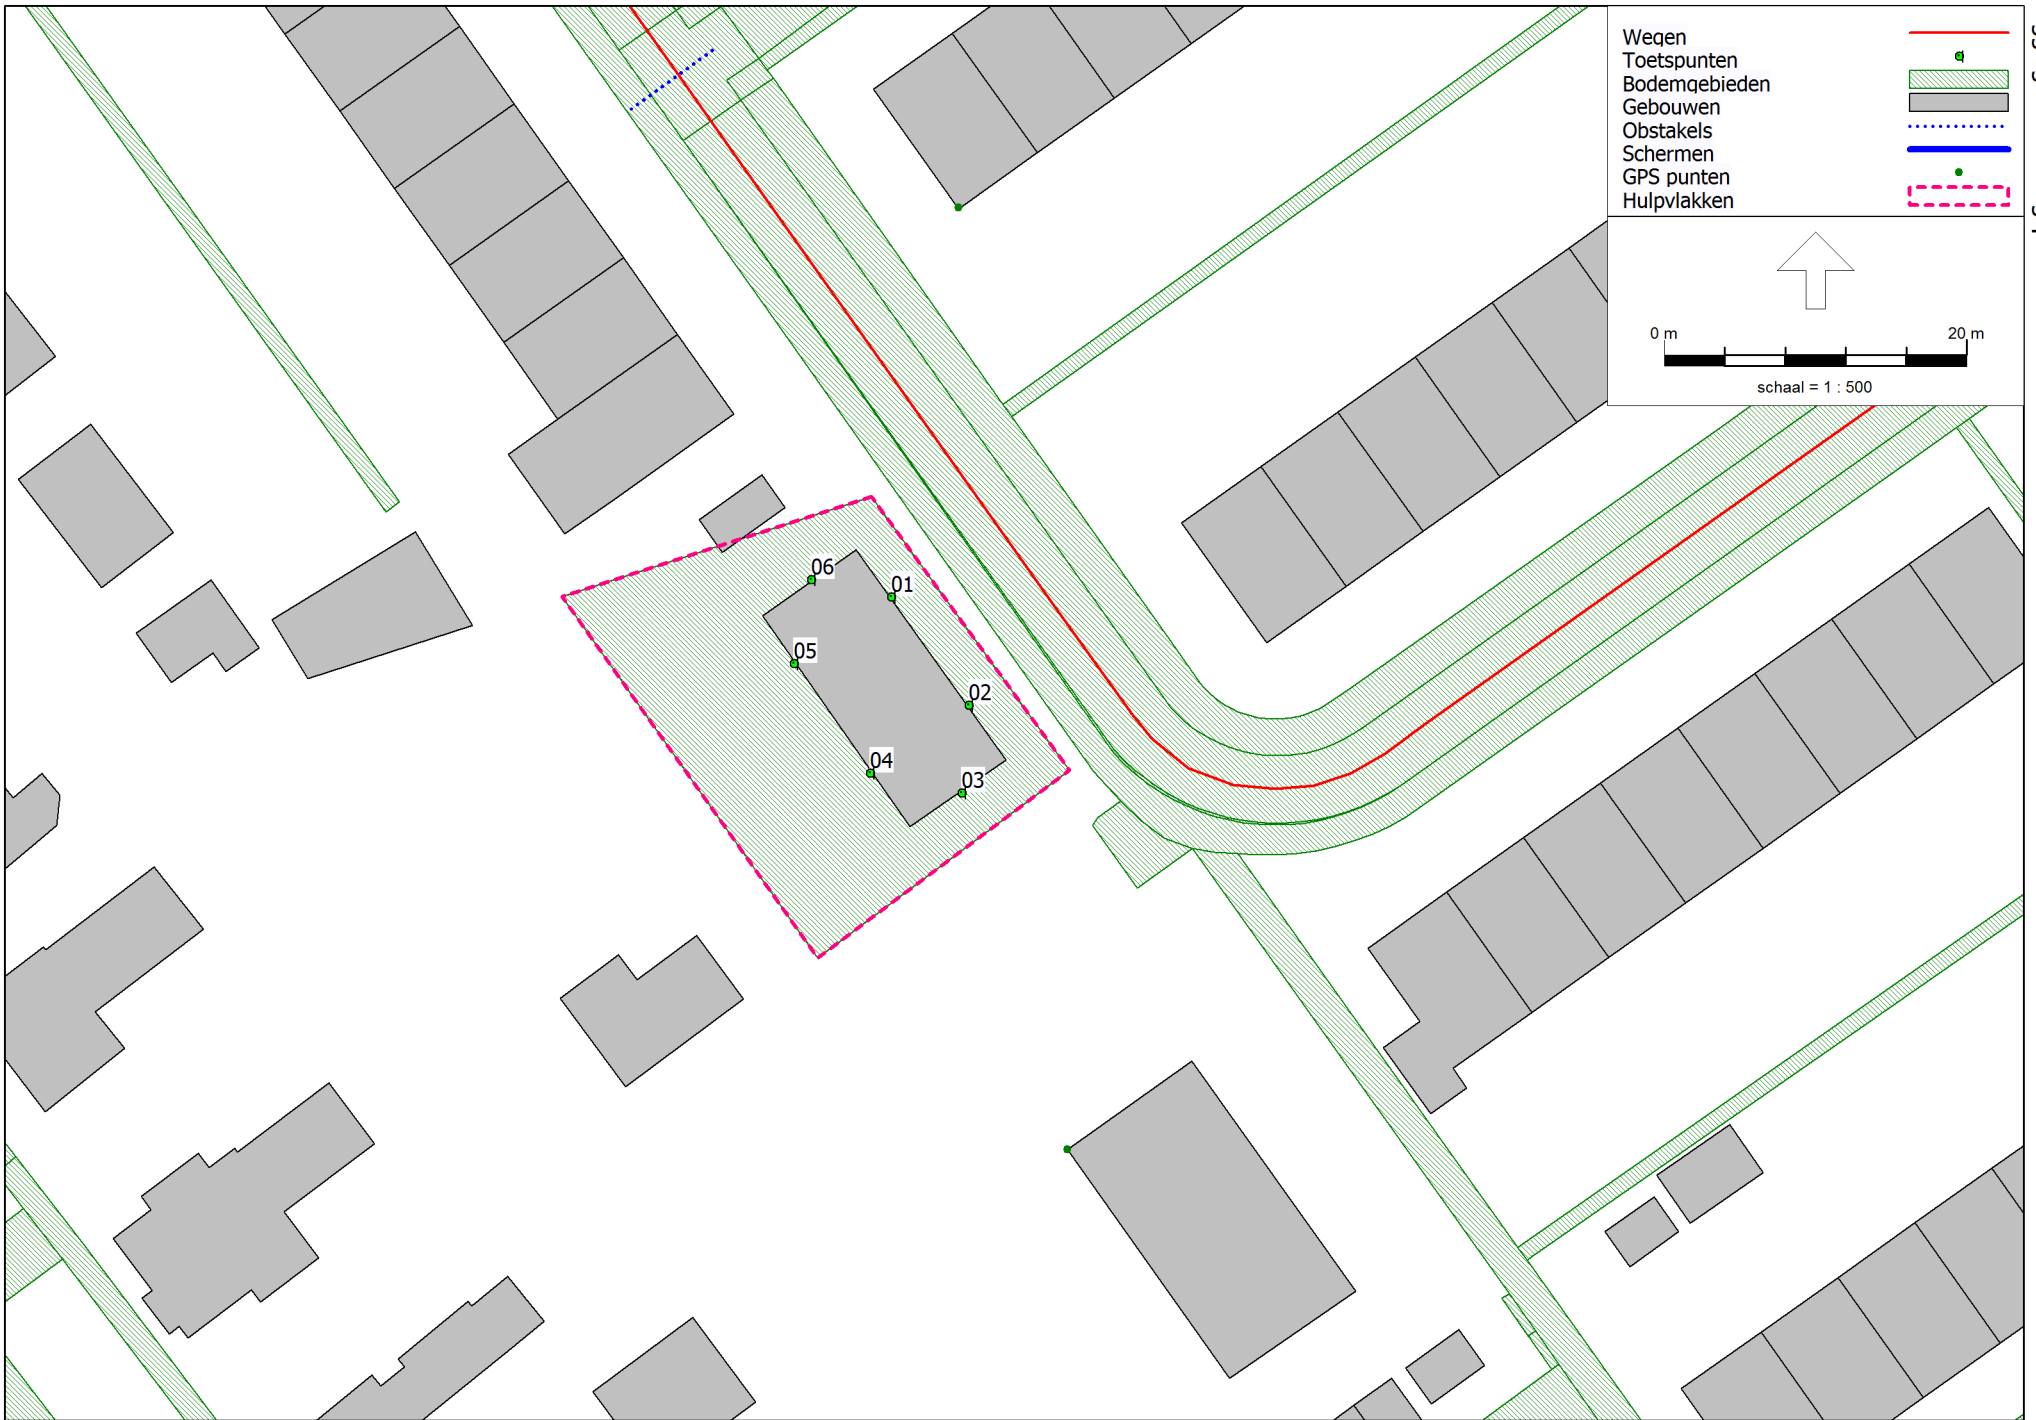 Wegen
Toetspunten
Bodemgebieden
Gebouwen
Obstakels
Schermen
GPS punten
Hulpvlakken
0 m 20 m
schaal = 1 : 500
06
01
05
02
04
03